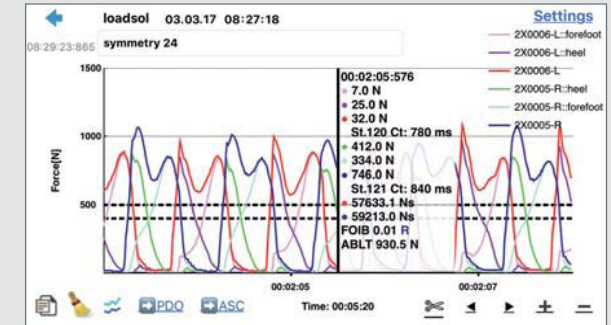 loadsol 03.03.17 08:27:18
Settings
08:29:23:865
symmetry 24
2X0006-L::forefoot
2X0006-L::heel
2X0006-L
2X0005-R::heel
2X0005-R::forefoot
2X0005-R
1500
1000
500
Force[N]
00:02:05:576
7.0 N
25.0 N
32.0 N
St.120 Ct: 780 ms
412.0 N
334.0 N
746.0 N
St.121 Ct: 840 ms
57633.1 Ns
59213.0 Ns
FOIB 0.01 R
ABLT 930.5 N
00:02:05
00:02:07
PDO
ASC
Time: 00:05:20